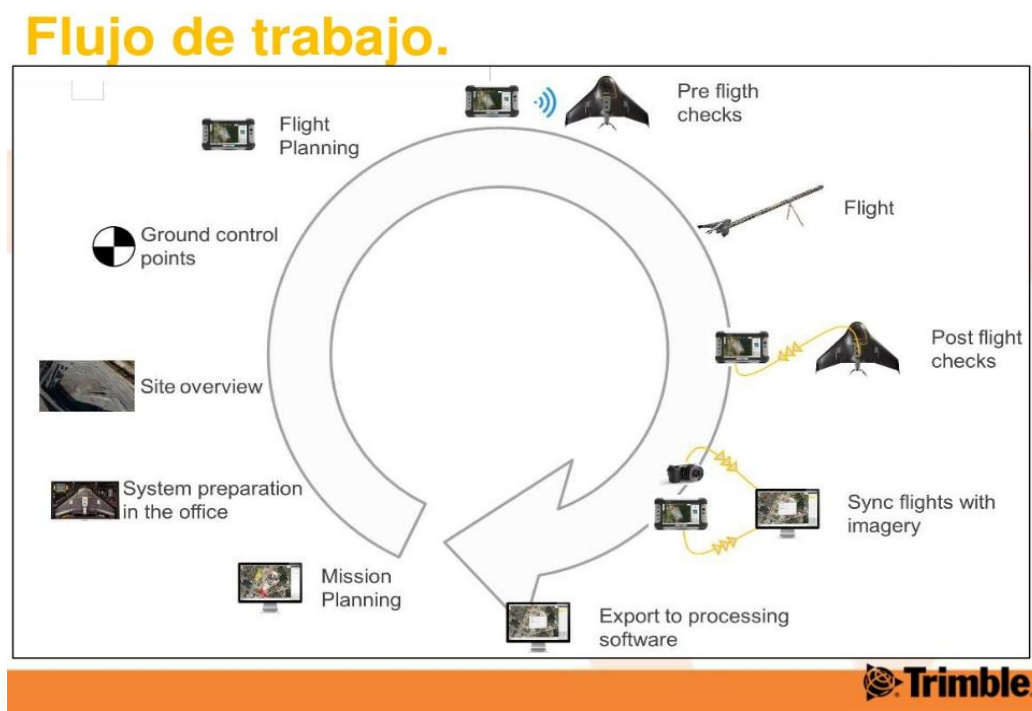 Flujo de trabajo.
Pre fligth
checks
Flight
Planning
Flight
Ground control
points
Post flight
checks
Site overview
System preparation
in the office
Sync flights with
imagery
Mission
Planning
Export to processing
software
Trimble